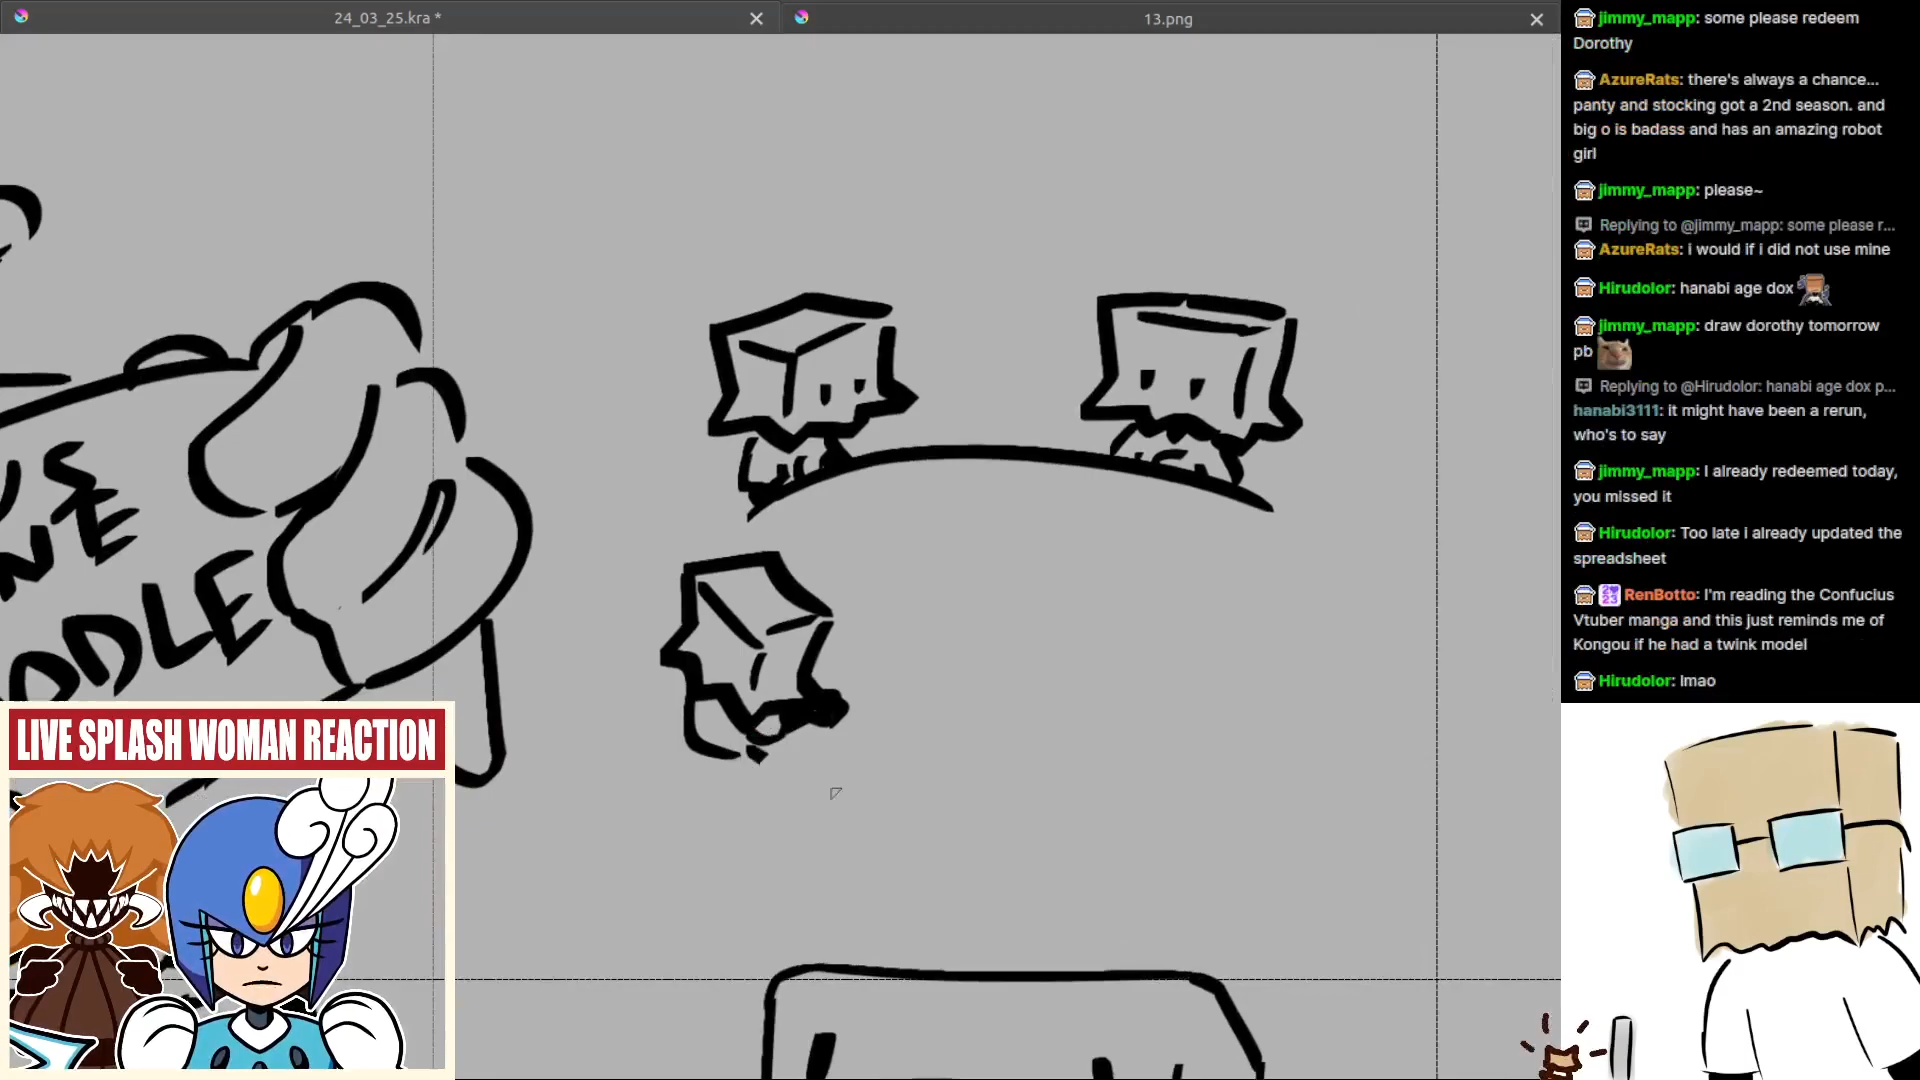 24_03_25.kra *
13.png
jimmy_mapp: some please redeem
Dorothy
AzureRats: there's always a chance...
panty and stocking got a 2nd season. and
big o is badass and has an amazing robot
girl
jimmy_mapp: please~
Replying to @jimmy_mapp: some please r...
AzureRats: i would if i did not use mine
Hirudolor: hanabi age dox
jimmy_mapp: draw dorothy tomorrow
pb
Replying to @Hirudolor: hanabi age dox p...
hanabi3111: it might have been a rerun,
who's to say
jimmy_mapp: I already redeemed today,
you missed it
Hirudolor: Too late i already updated the
spreadsheet
RenBotto: I'm reading the Confucius
Vtuber manga and this just reminds me of
Kongou if he had a twink model
Hirudolor: lmao
LIVE SPLASH WOMAN REACTION